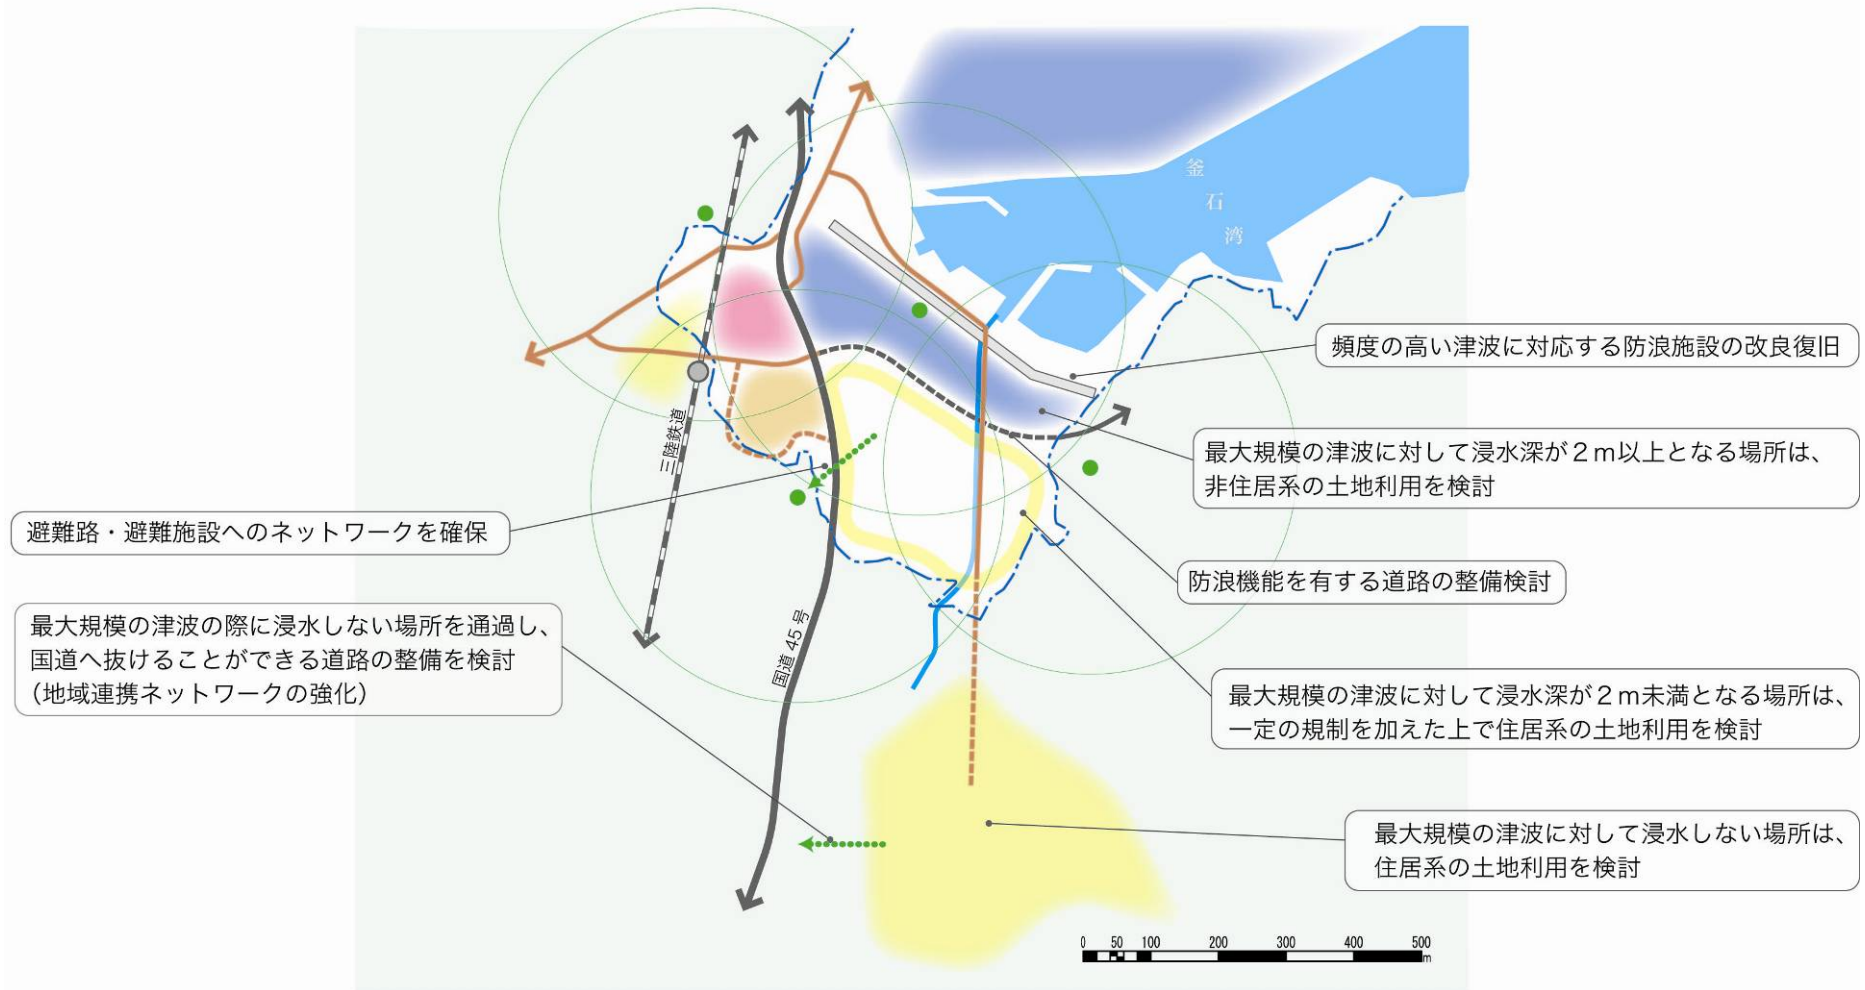 釜石湾
頻度の高い津波に対応する防浪施設の改良復旧
最大規模の津波に対して浸水深が2m以上となる場所は、
非住居系の土地利用を検討
三陸鉄道
避難路・避難施設へのネットワークを確保
防浪機能を有する道路の整備検討
最大規模の津波の際に浸水しない場所を通過し、
国道へ抜けることができる道路の整備を検討
（地域連携ネットワークの強化）
国道 45 号
最大規模の津波に対して浸水深が2m未満となる場所は、
一定の規制を加えた上で住居系の土地利用を検討
最大規模の津波に対して浸水しない場所は、
住居系の土地利用を検討
0 50 100 200 300 400 500
m